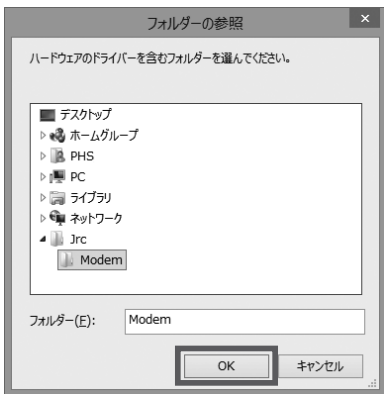 フォルダーの参照
ハードウェアのドライバーを含むフォルダーを選んでください。
デスクトップ
ホームグループ
PHS
PC
ライブラリ
ネットワーク
Jrc
Modem
フォルダー(F): Modem
OK キャンセル